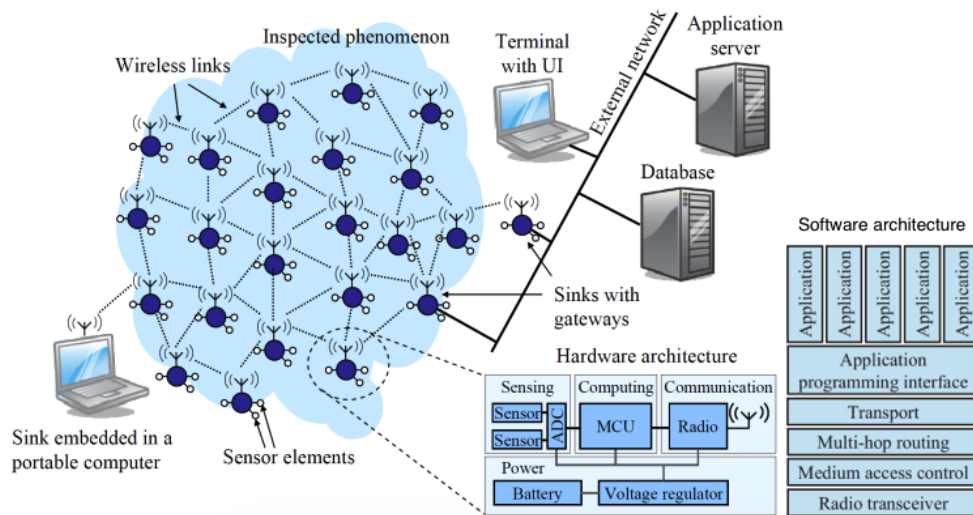 Inspected phenomenon
Wireless links
Terminal
with UI
External network
Application
server
Database
Sinks with
gateways
Sink embedded in a
portable computer
Sensor elements
Hardware architecture
Sensing
Computing
Communication
Sensor
Sensor
ADC
MCU
Radio
Power
Battery
Voltage regulator
Software architecture
Application
Application
Application
Application
Application
Application
programming interface
Transport
Multi-hop routing
Medium access control
Radio transceiver